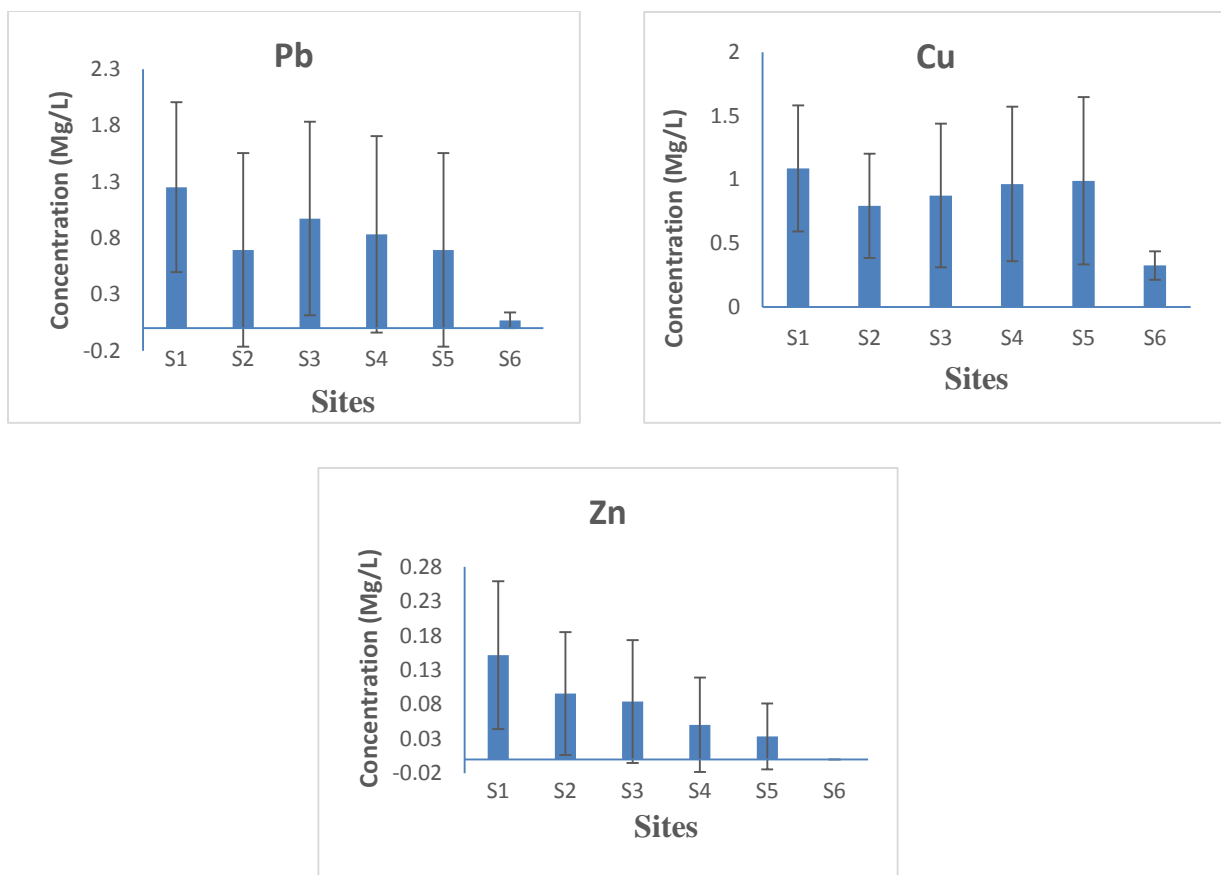 Pb
Concentration (Mg/L)
2.3
1.8
1.3
0.8
0.3
-0.2
S1 S2 S3 S4 S5 S6
Sites
Cu
Concentration (Mg/L)
2
1.5
1
0.5
0
S1 S2 S3 S4 S5 S6
Sites
Zn
Concentration (Mg/L)
0.28
0.23
0.18
0.13
0.08
0.03
-0.02
S1 S2 S3 S4 S5 S6
Sites